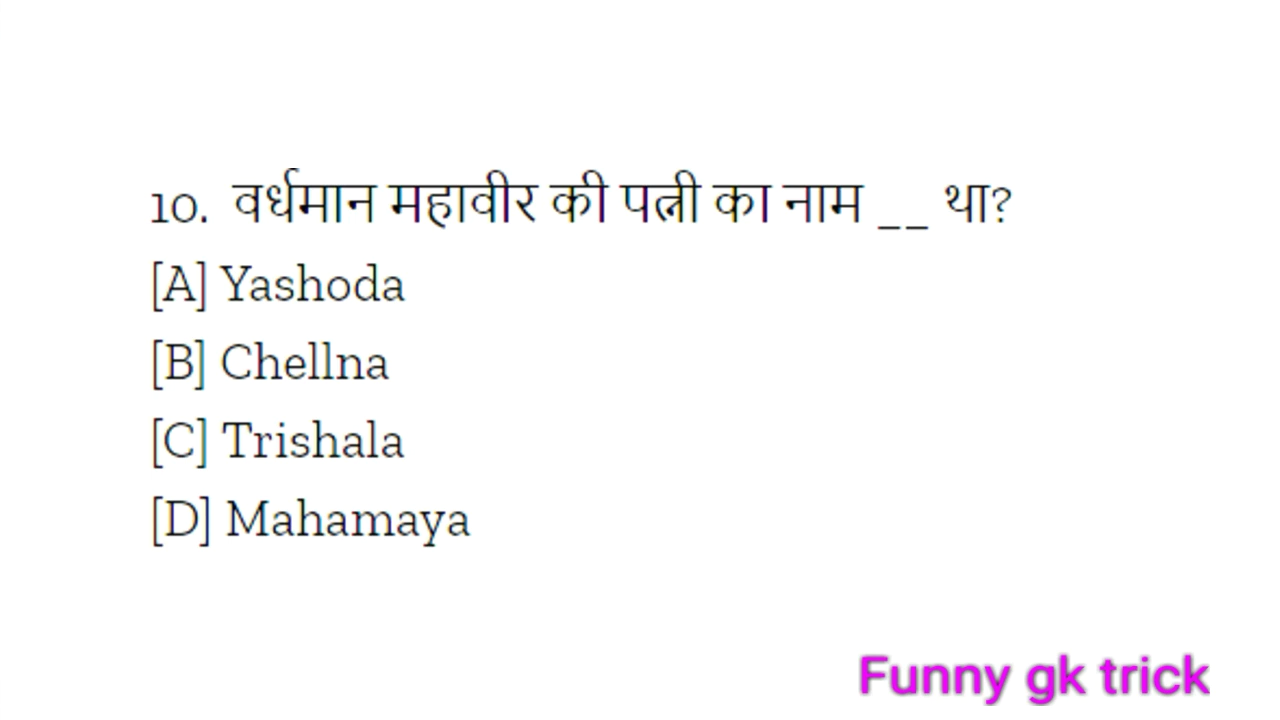 10. वर्धमान महावीर की पत्नी का नाम __ था?
[A] Yashoda
[B] Chellna
[C] Trishala
[D] Mahamaya
Funny gk trick